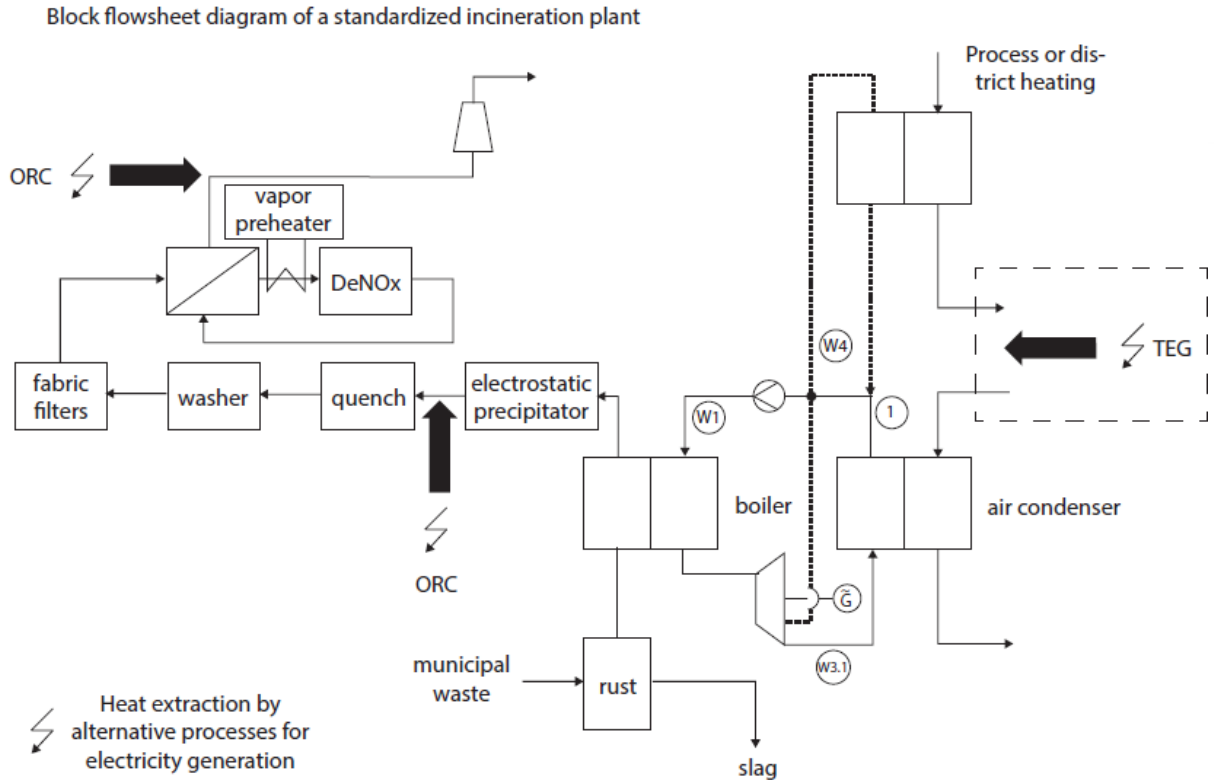 Block flowsheet diagram of a standardized incineration plant
Process or dis-
trict heating
ORC
vapor
preheater
DeNOx
W4
TEG
fabric
filters
washer
quench
electrostatic
precipitator
W1
1
boiler
air condenser
ORC
G̃
W3.1
municipal
waste
rust
slag
Heat extraction by
alternative processes for
electricity generation